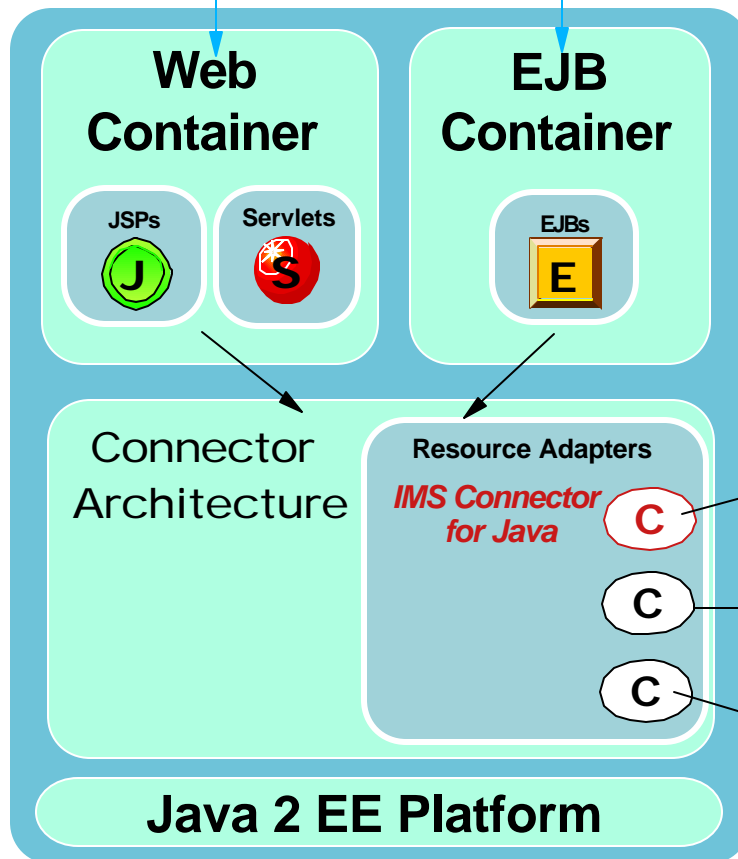 Web
Container
JSPs
J
Servlets
S
EJB
Container
EJBs
E
Connector
Architecture
Resource Adapters
IMS Connector
for Java
C
C
C
Java 2 EE Platform